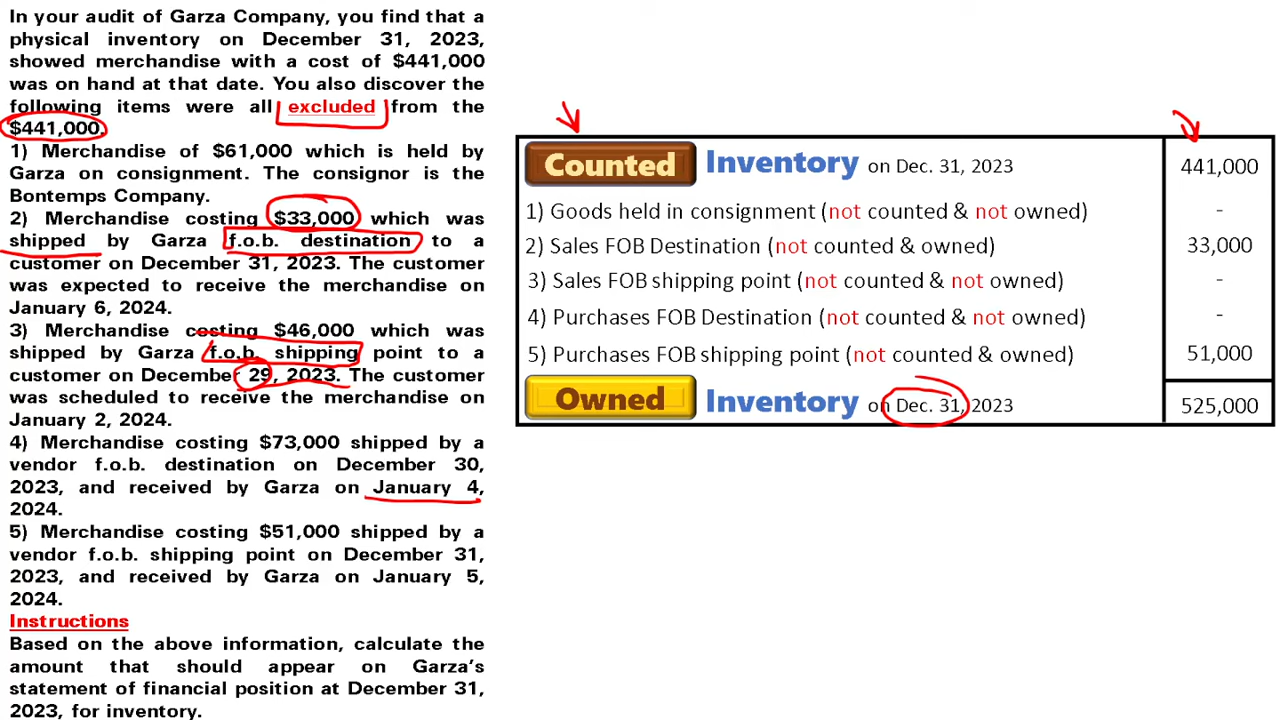 In your audit of Garza Company, you find that a
physical inventory on December 31, 2023,
showed merchandise with a cost of $441,000
was on hand at that date. You also discover the
following items were all excluded from the
$441,000.
1) Merchandise of $61,000 which is held by
Garza on consignment. The consignor is the
Bontemps Company.
2) Merchandise costing $33,000 which was
shipped by Garza f.o.b. destination to a
customer on December 31, 2023. The customer
was expected to receive the merchandise on
January 6, 2024.
3) Merchandise costing $46,000 which was
shipped by Garza f.o.b. shipping point to a
customer on December 29, 2023. The customer
was scheduled to receive the merchandise on
January 2, 2024.
4) Merchandise costing $73,000 shipped by a
vendor f.o.b. destination on December 30,
2023, and received by Garza on January 4,
2024.
5) Merchandise costing $51,000 shipped by a
vendor f.o.b. shipping point on December 31,
2023, and received by Garza on January 5,
2024.
Instructions
Based on the above information, calculate the
amount that should appear on Garza's
statement of financial position at December 31,
2023, for inventory.
Counted Inventory on Dec. 31, 2023 441,000
1) Goods held in consignment (not counted & not owned) -
2) Sales FOB Destination (not counted & owned) 33,000
3) Sales FOB shipping point (not counted & not owned) -
4) Purchases FOB Destination (not counted & not owned) -
5) Purchases FOB shipping point (not counted & owned) 51,000
Owned Inventory on Dec. 31, 2023 525,000